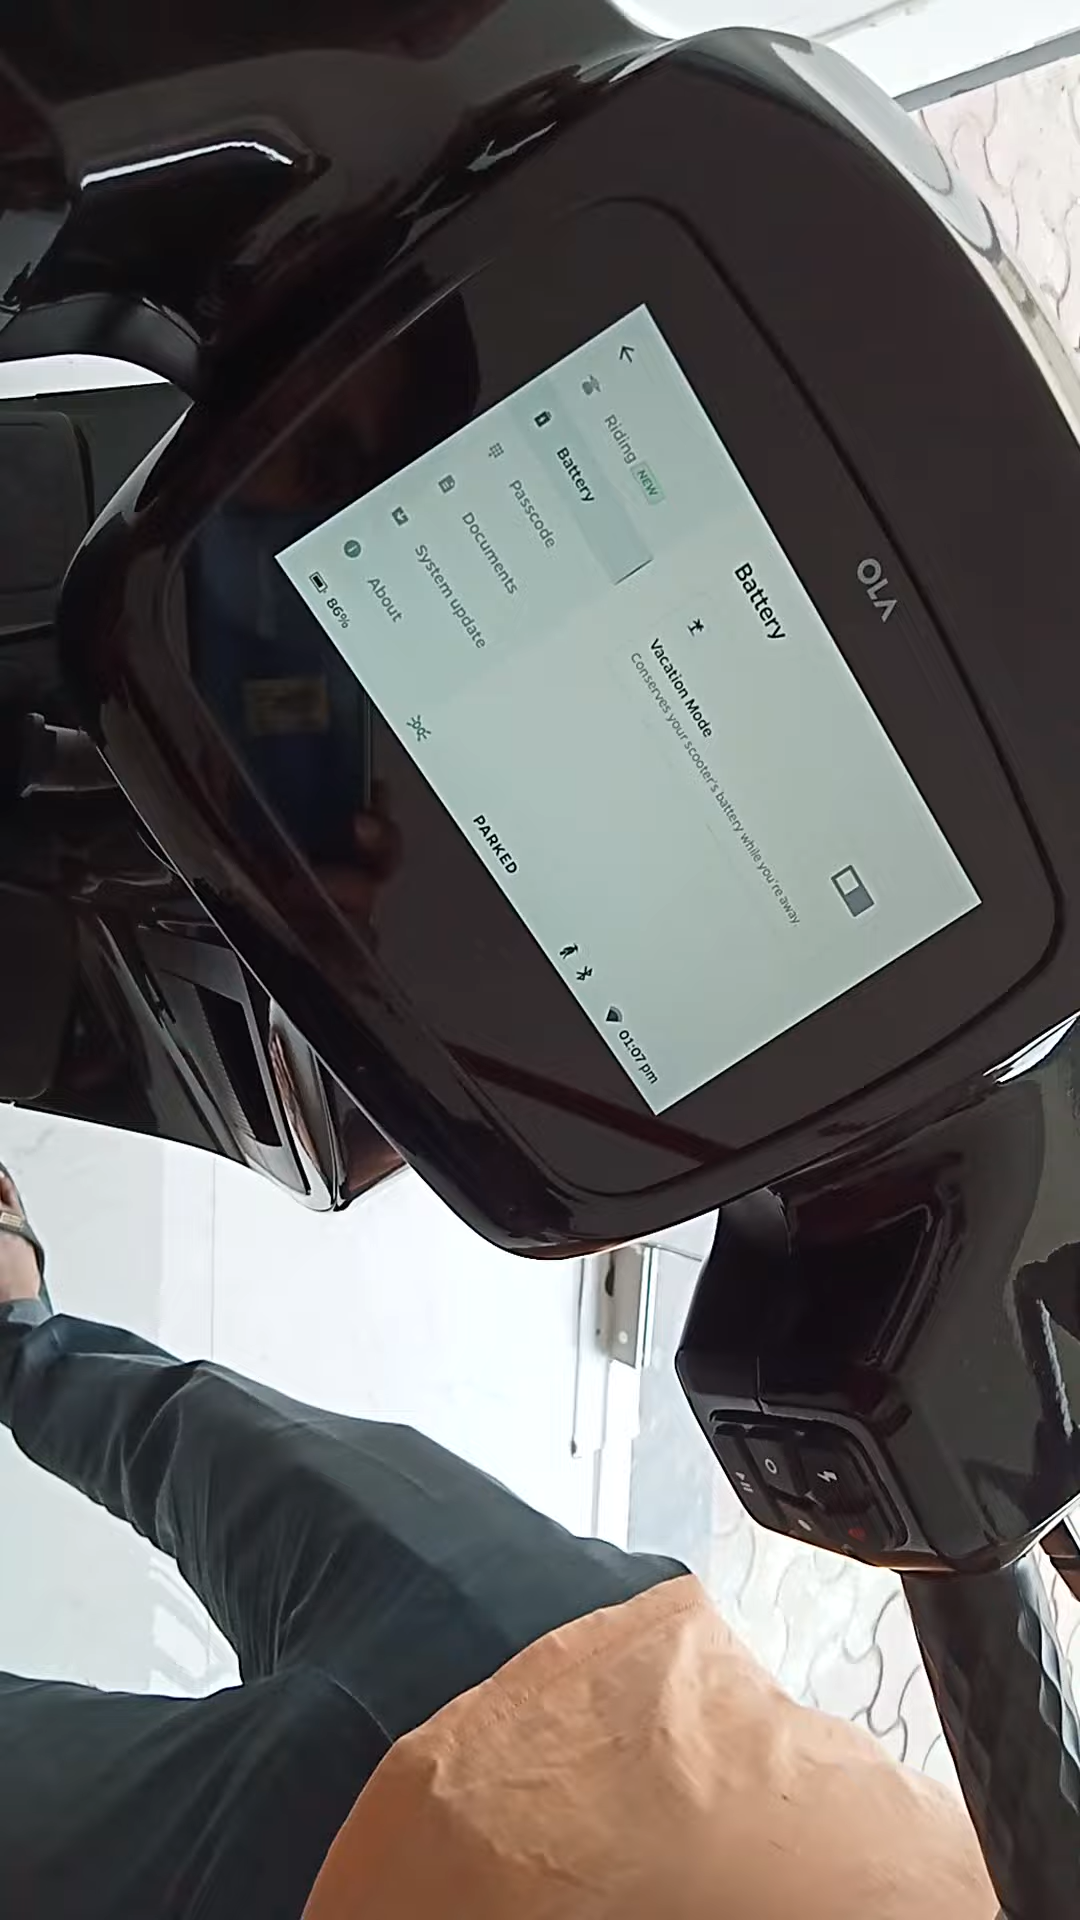 OLA
Riding NEW
Battery
Passcode
Documents
System update
About
Battery
Vacation Mode
Conserves your scooter's battery while you're away.
86%
PARKED
01:07 pm